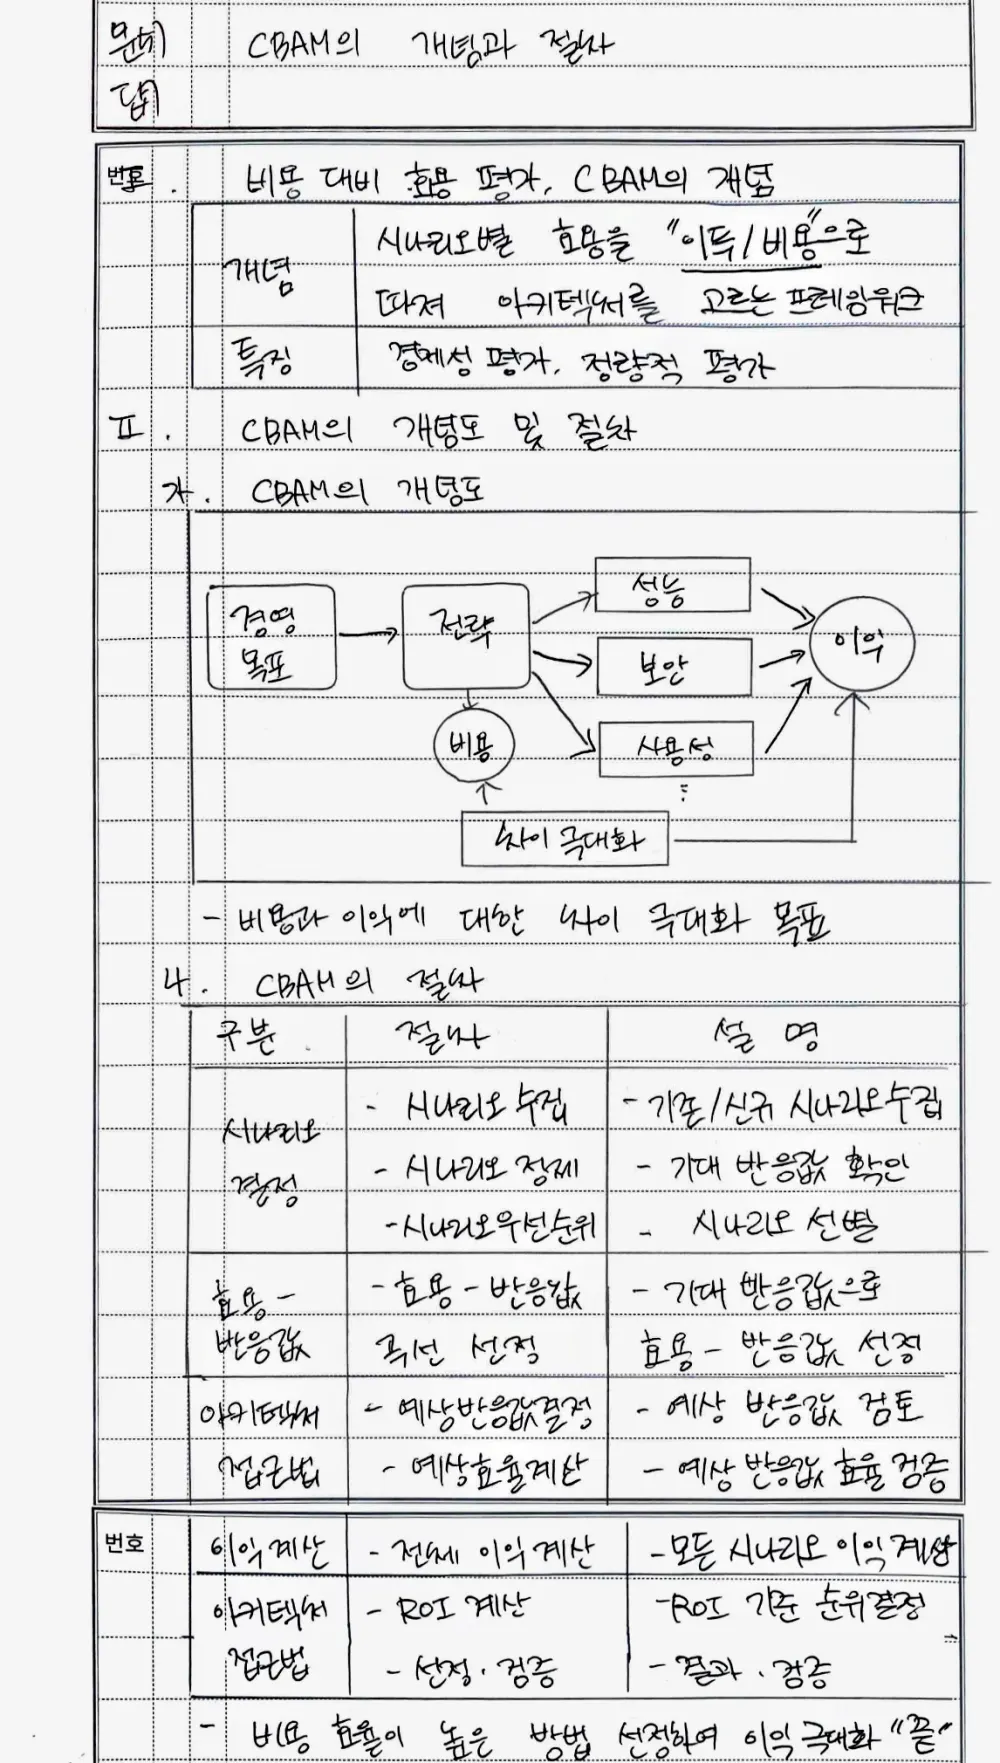 문제 CBAM의 개념과 절차
답
번호 . 비용 대비 효용 평가, CBAM의 개념
개념 시나리오별 효용을 "이득/비용"으로
따져 아키텍처를 고르는 프레임워크
특징 경제성 평가, 정량적 평가
Ⅱ . CBAM의 개념도 및 절차
가. CBAM의 개념도
경영
목표
전략
성능
보안
사용성
이익
비용
차이 극대화
- 비용과 이익에 대한 차이 극대화 목표
나. CBAM의 절차
구분 절차 설명
시나리오
결정
- 시나리오 수집 - 기존/신규 시나리오 수집
- 시나리오 정제 - 기대 반응값 확인
- 시나리오 우선순위 - 시나리오 선별
효용 -
반응값
- 효용 - 반응값 - 기대 반응값으로
곡선 선정 효용 - 반응값 선정
아키텍처
접근법
- 예상반응값결정 - 예상 반응값 검토
- 예상효율계산 - 예상 반응값 효율 검증
번호
이익계산 - 전체 이익 계산 - 모든 시나리오 이익 계산
아키텍처
접근법
- ROI 계산 - ROI 기준 순위결정
- 선정·검증 - 결과·검증
- 비용 효율이 높은 방법 선정하여 이익 극대화 "끝"